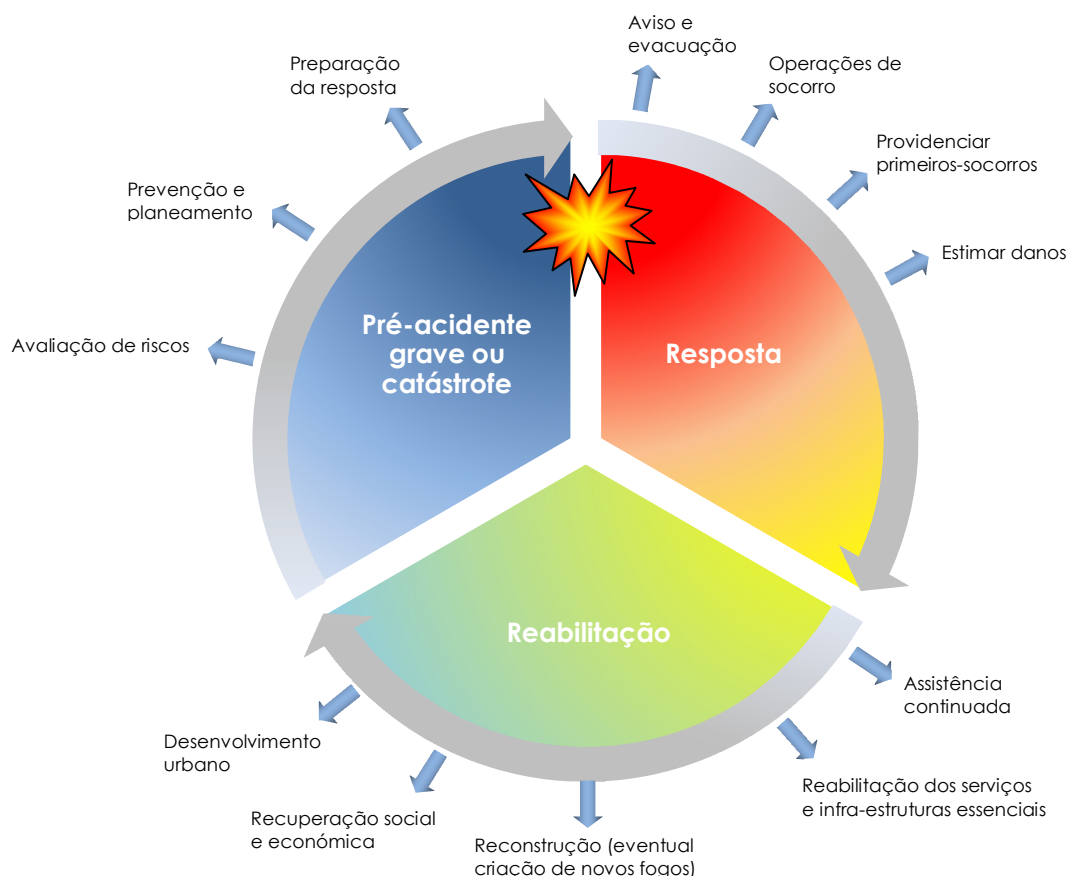 Aviso e
evacuação
Operações de
socorro
Providenciar
primeiros-socorros
Estimar danos
Preparação
da resposta
Prevenção e
planeamento
Avaliação de riscos
Pré-acidente
grave ou
catástrofe
Resposta
Reabilitação
Assistência
continuada
Reabilitação dos serviços
e infra-estruturas essenciais
Reconstrução (eventual
criação de novos fogos)
Recuperação social
e económica
Desenvolvimento
urbano